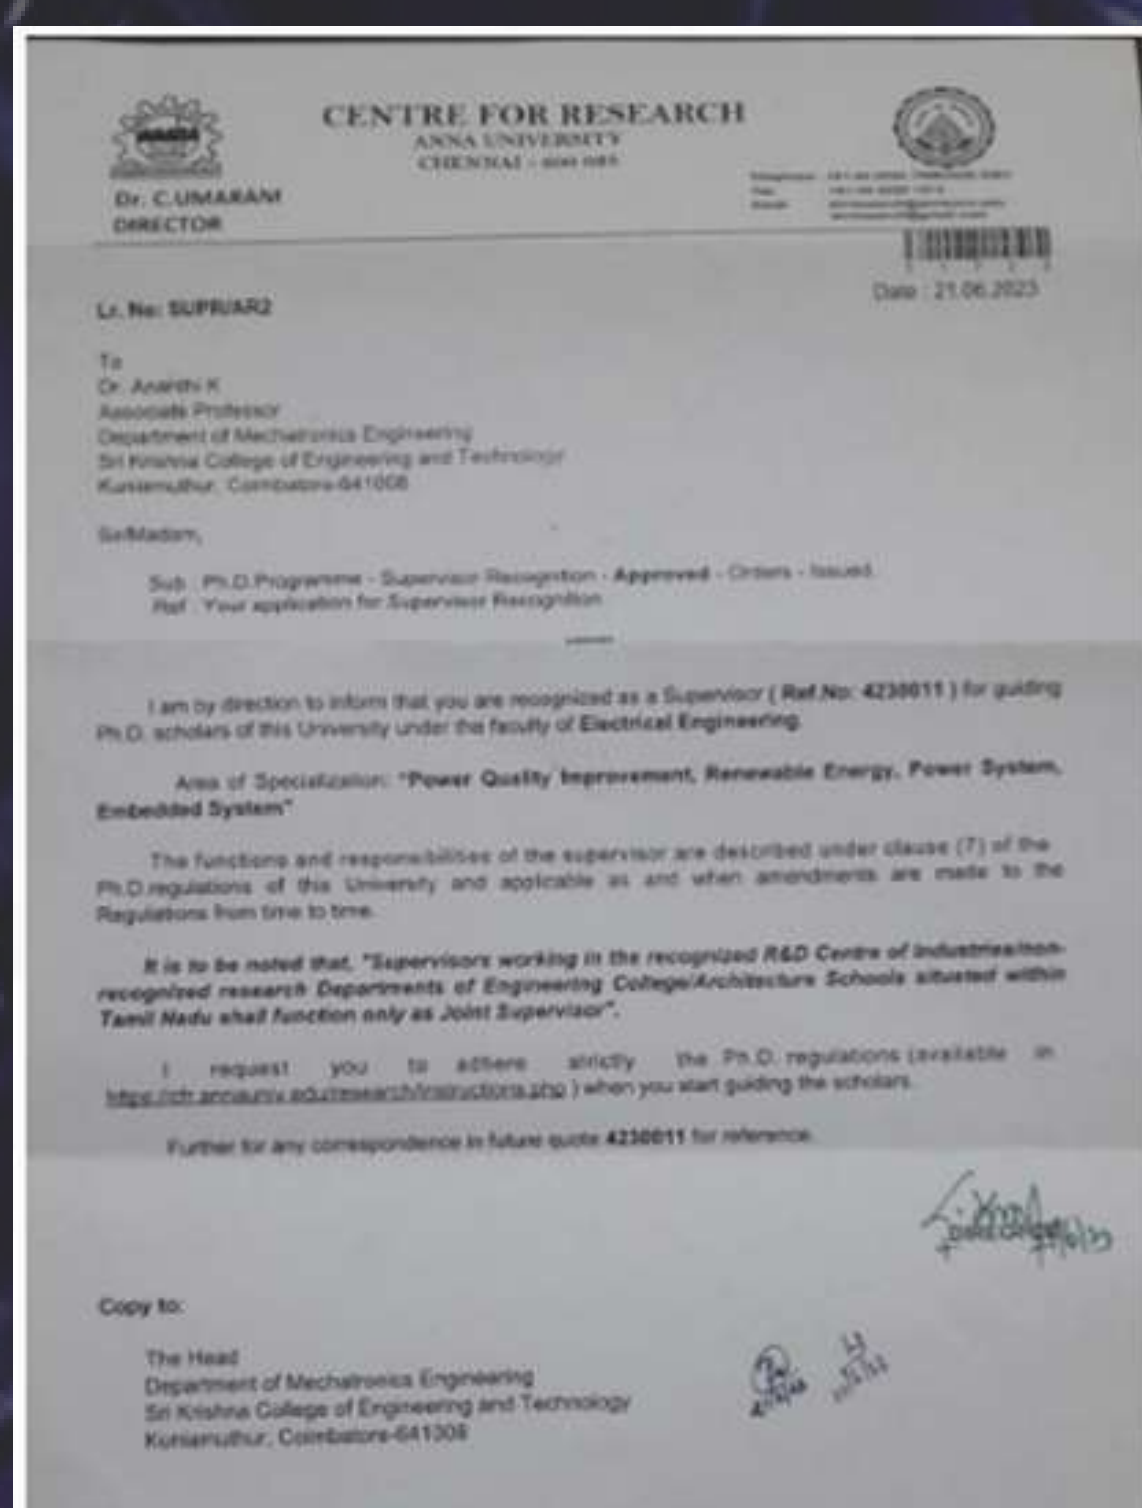 CENTRE FOR RESEARCH
ANNA UNIVERSITY
CHENNAI - 600 025
Dr. C.UMARANI
DIRECTOR
Date : 21.06.2023
Lr. No: SUPR/AR2
To
Dr. Ananthi K
Associate Professor
Department of Mechatronics Engineering
Sri Krishna College of Engineering and Technology
Kuniamuthur, Coimbatore-641008
Sir/Madam,
Sub : Ph.D.Programme - Supervisor Recognition - Approved - Orders - Issued.
Ref : Your application for Supervisor Recognition
I am by direction to inform that you are recognized as a Supervisor ( Ref.No: 4230011 ) for guiding
Ph.D. scholars of this University under the faculty of Electrical Engineering.
Area of Specialization: "Power Quality Improvement, Renewable Energy, Power System,
Embedded System"
The functions and responsibilities of the supervisor are described under clause (7) of the
Ph.D.regulations of this University and applicable as and when amendments are made to the
Regulations from time to time.
It is to be noted that, "Supervisors working in the recognized R&D Centre of Industries/non-
recognized research Departments of Engineering College/Architecture Schools situated within
Tamil Nadu shall function only as Joint Supervisor".
I request you to adhere strictly the Ph.D. regulations (available in
https://cfr.annauniv.edu/research/instructions.php ) when you start guiding the scholars.
Further for any correspondence in future quote 4230011 for reference.
DIRECTOR
Copy to:
The Head
Department of Mechatronics Engineering
Sri Krishna College of Engineering and Technology
Kuniamuthur, Coimbatore-641008